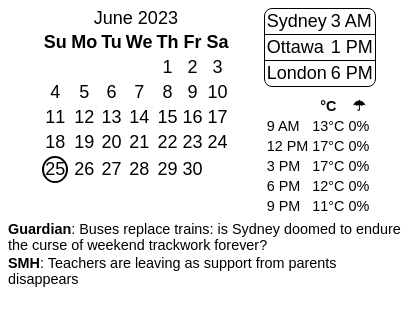 June 2023
Su Mo Tu We Th Fr Sa
1 2 3
4 5 6 7 8 9 10
11 12 13 14 15 16 17
18 19 20 21 22 23 24
25 26 27 28 29 30
Sydney 3 AM
Ottawa 1 PM
London 6 PM
°C ☂
9 AM 13°C 0%
12 PM 17°C 0%
3 PM 17°C 0%
6 PM 12°C 0%
9 PM 11°C 0%
Guardian: Buses replace trains: is Sydney doomed to endure
the curse of weekend trackwork forever?
SMH: Teachers are leaving as support from parents
disappears